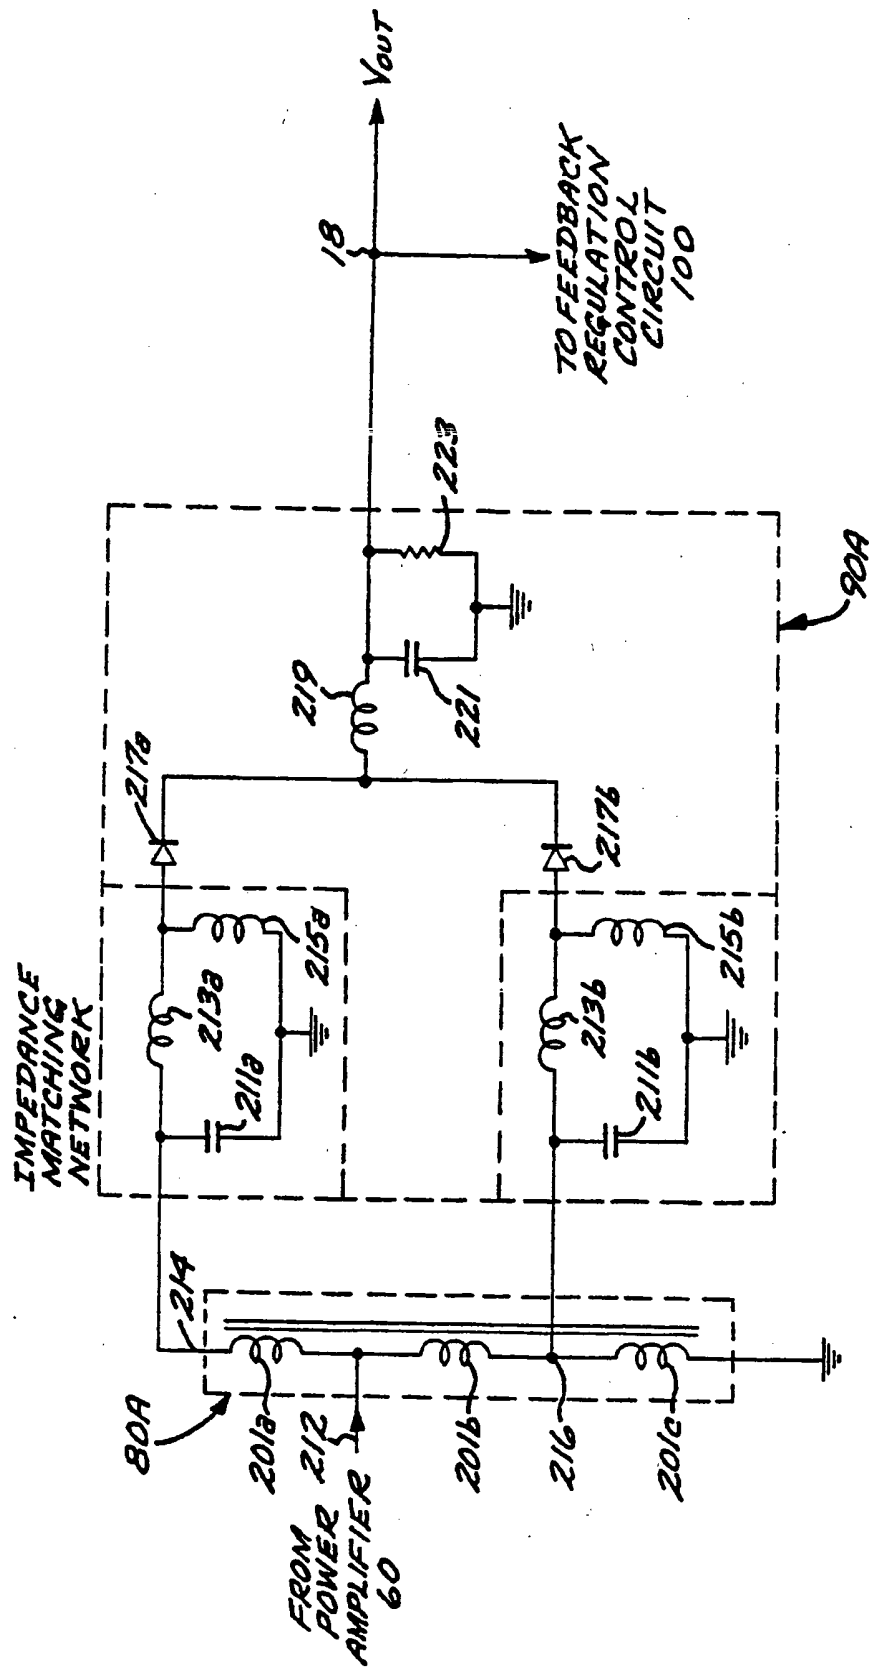 IMPEDANCE
MATCHING
NETWORK
80A
214
201a
FROM
POWER 212
AMPLIFIER
60
201b
216
201c
211a
213a
215a
217a
211b
213b
215b
217b
219
221
223
90A
18
VOUT
TO FEEDBACK
REGULATION
CONTROL
CIRCUIT
100